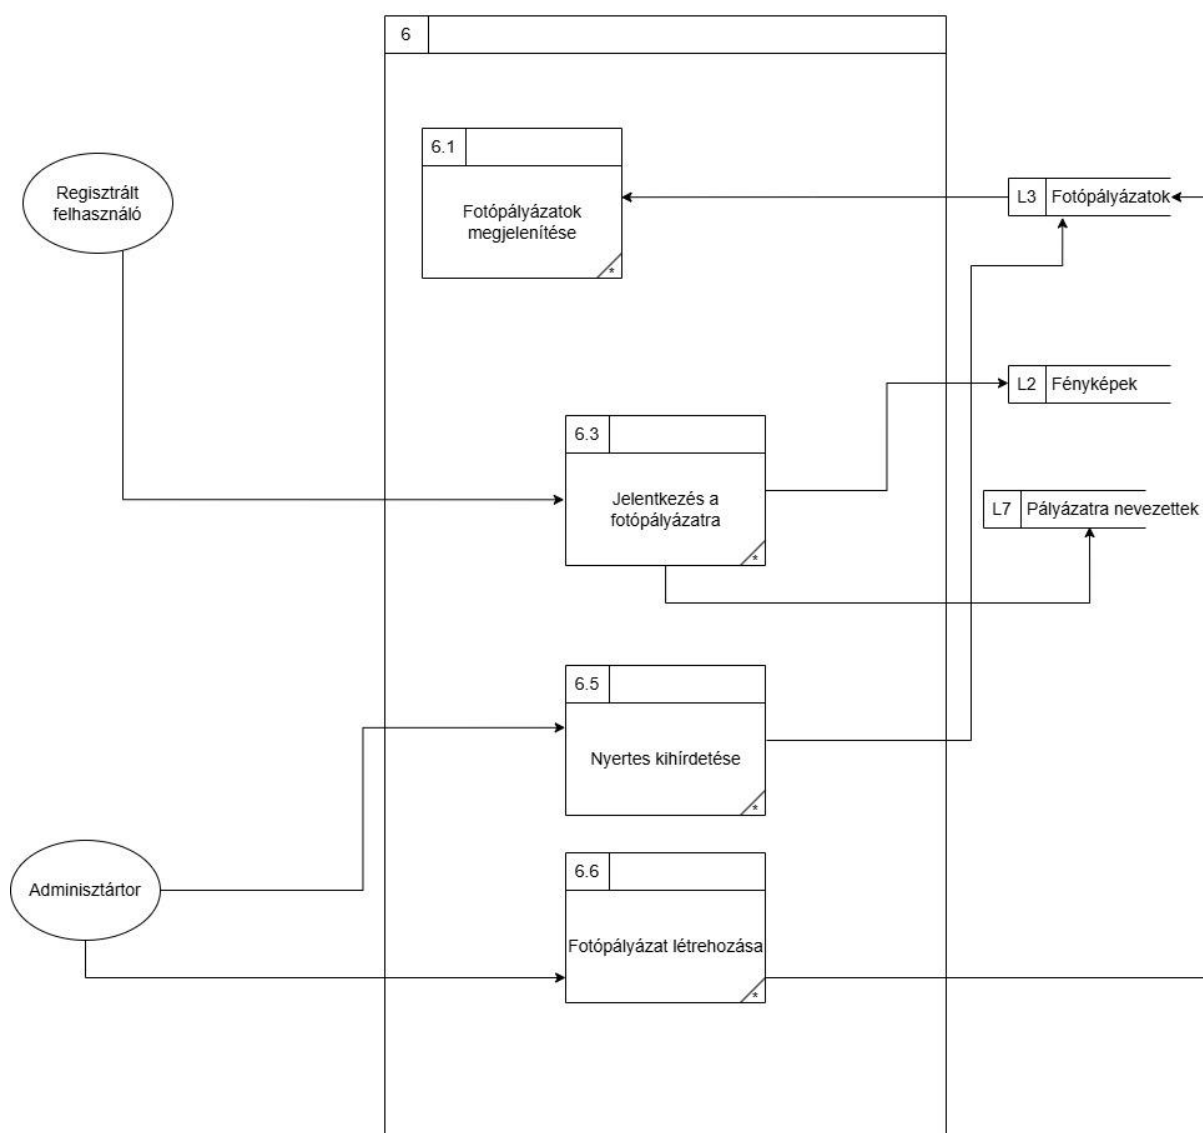 6
6.1
Fotópályázatok
megjelenítése
*
Regisztrált
felhasználó
L3 Fotópályázatok
L2 Fényképek
6.3
Jelentkezés a
fotópályázatra
*
L7 Pályázatra nevezettek
6.5
Nyertes kihírdetése
*
Adminisztártor
6.6
Fotópályázat létrehozása
*